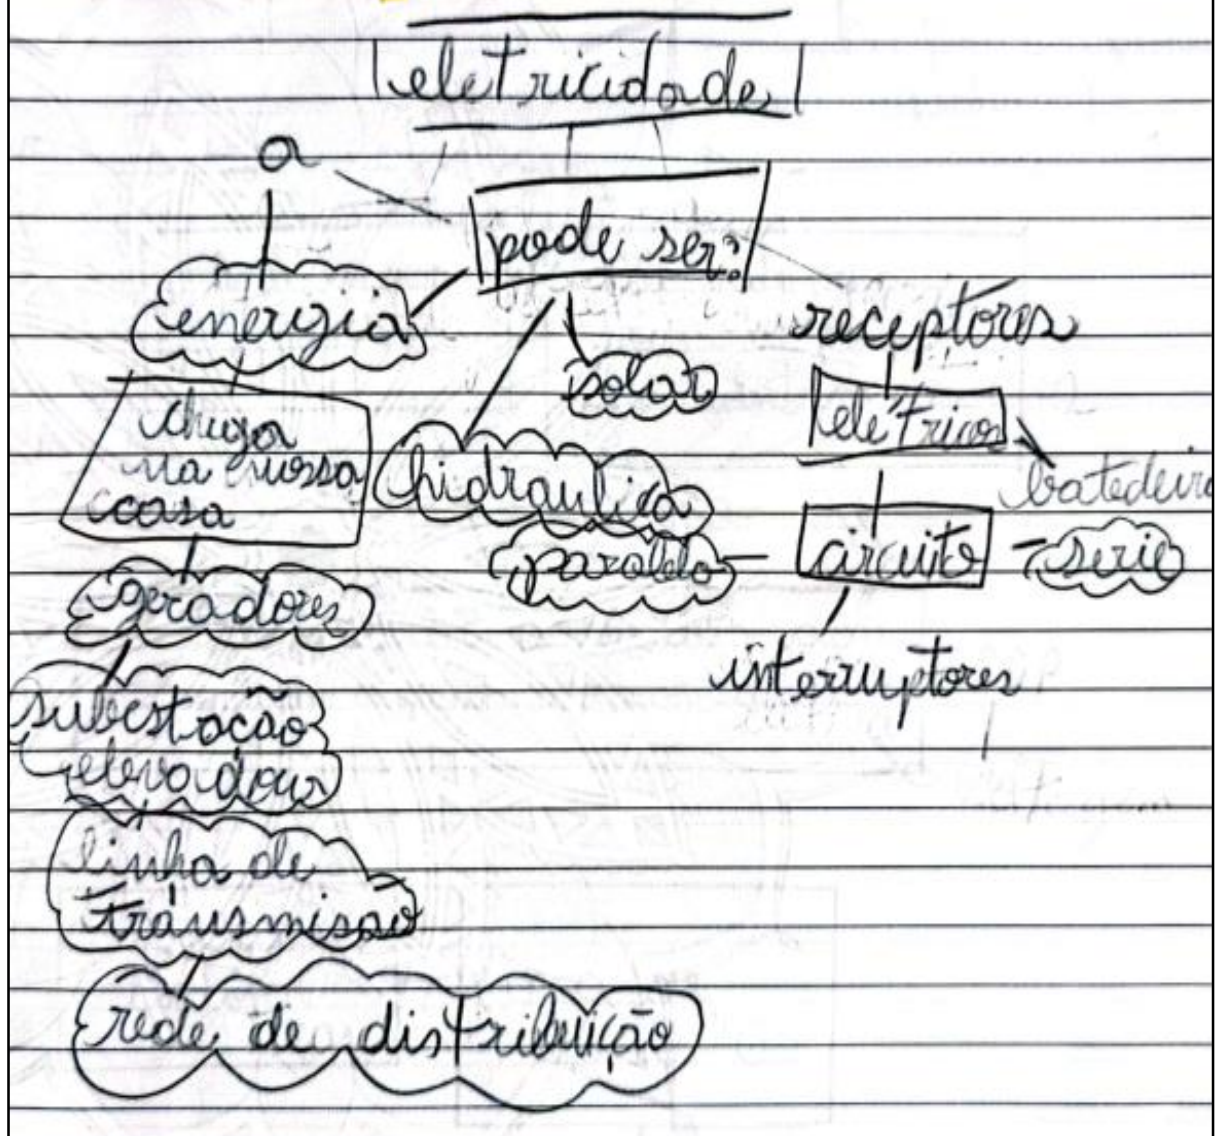 eletricidade
a
pode ser?
energia
receptores
solar
elétricos
chega
na nossa
casa
hidraulica
batedeira
paralelo
circuito
serie
geradores
interruptores
subestação
elevadora
linha de
transmisão
rede de distribuição